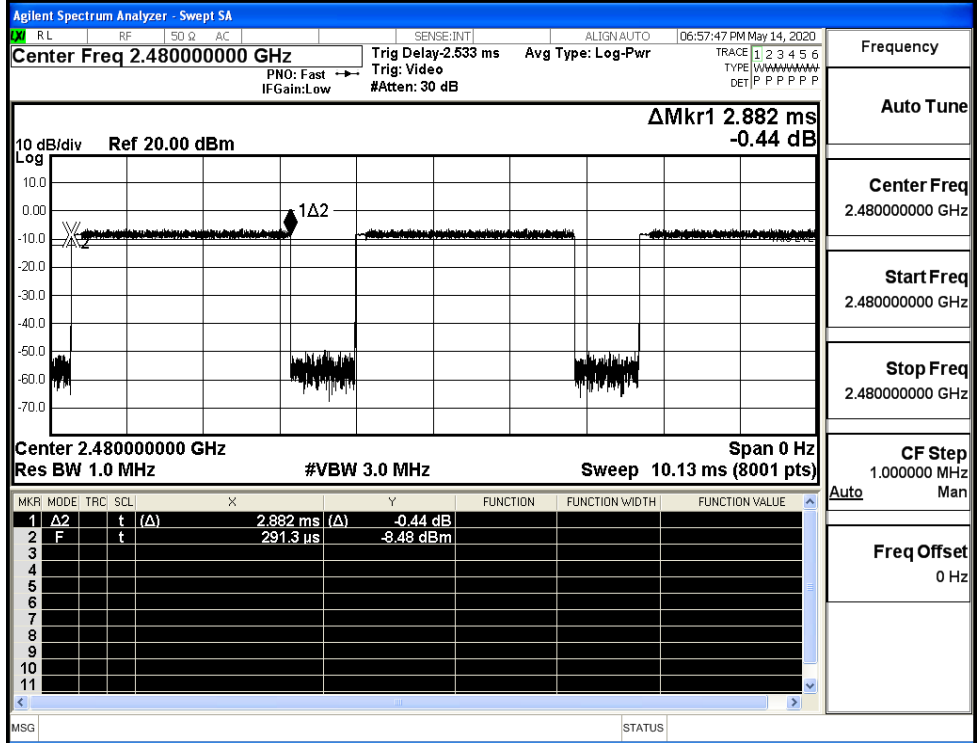 Agilent Spectrum Analyzer - Swept SA
LXI RL RF 50 Ω AC SENSE:INT ALIGN AUTO 06:57:47 PM May 14, 2020
Center Freq 2.480000000 GHz
PNO: Fast
IFGain:Low
Trig Delay-2.533 ms
Trig: Video
#Atten: 30 dB
Avg Type: Log-Pwr
TRACE 1 2 3 4 5 6
TYPE WWWWWW
DET P P P P P P
ΔMkr1 2.882 ms
-0.44 dB
10 dB/div Ref 20.00 dBm
Log
10.0
0.00
-10.0
-20.0
-30.0
-40.0
-50.0
-60.0
-70.0
1Δ2
2
Center 2.480000000 GHz Span 0 Hz
Res BW 1.0 MHz #VBW 3.0 MHz Sweep 10.13 ms (8001 pts)
MKR MODE TRC SCL X Y FUNCTION FUNCTION WIDTH FUNCTION VALUE
1 Δ2 t (Δ) 2.882 ms (Δ) -0.44 dB
2 F t 291.3 µs -8.48 dBm
3
4
5
6
7
8
9
10
11
MSG STATUS
Frequency
Auto Tune
Center Freq
2.480000000 GHz
Start Freq
2.480000000 GHz
Stop Freq
2.480000000 GHz
CF Step
1.000000 MHz
Auto Man
Freq Offset
0 Hz